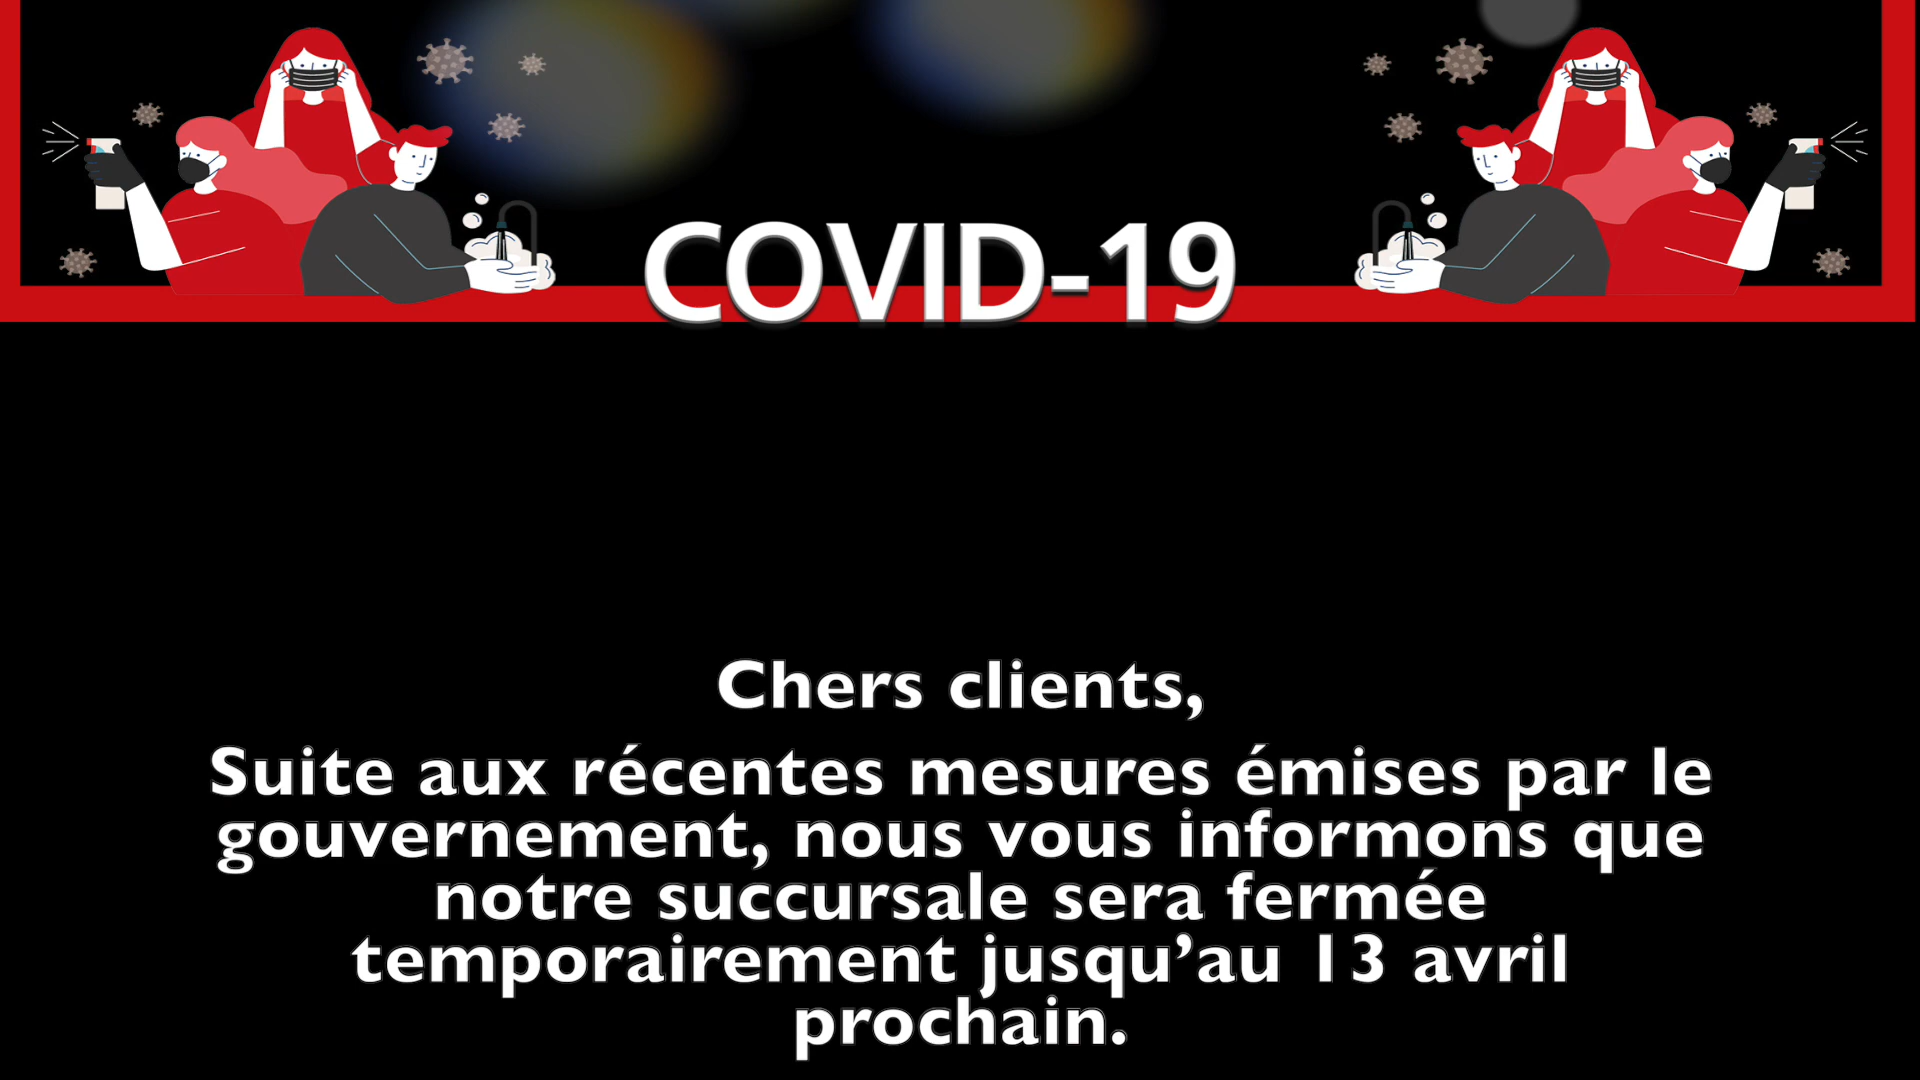 COVID-19
Chers clients,
Suite aux récentes mesures émises par le
gouvernement, nous vous informons que
notre succursale sera fermée
temporairement jusqu’au 13 avril
prochain.